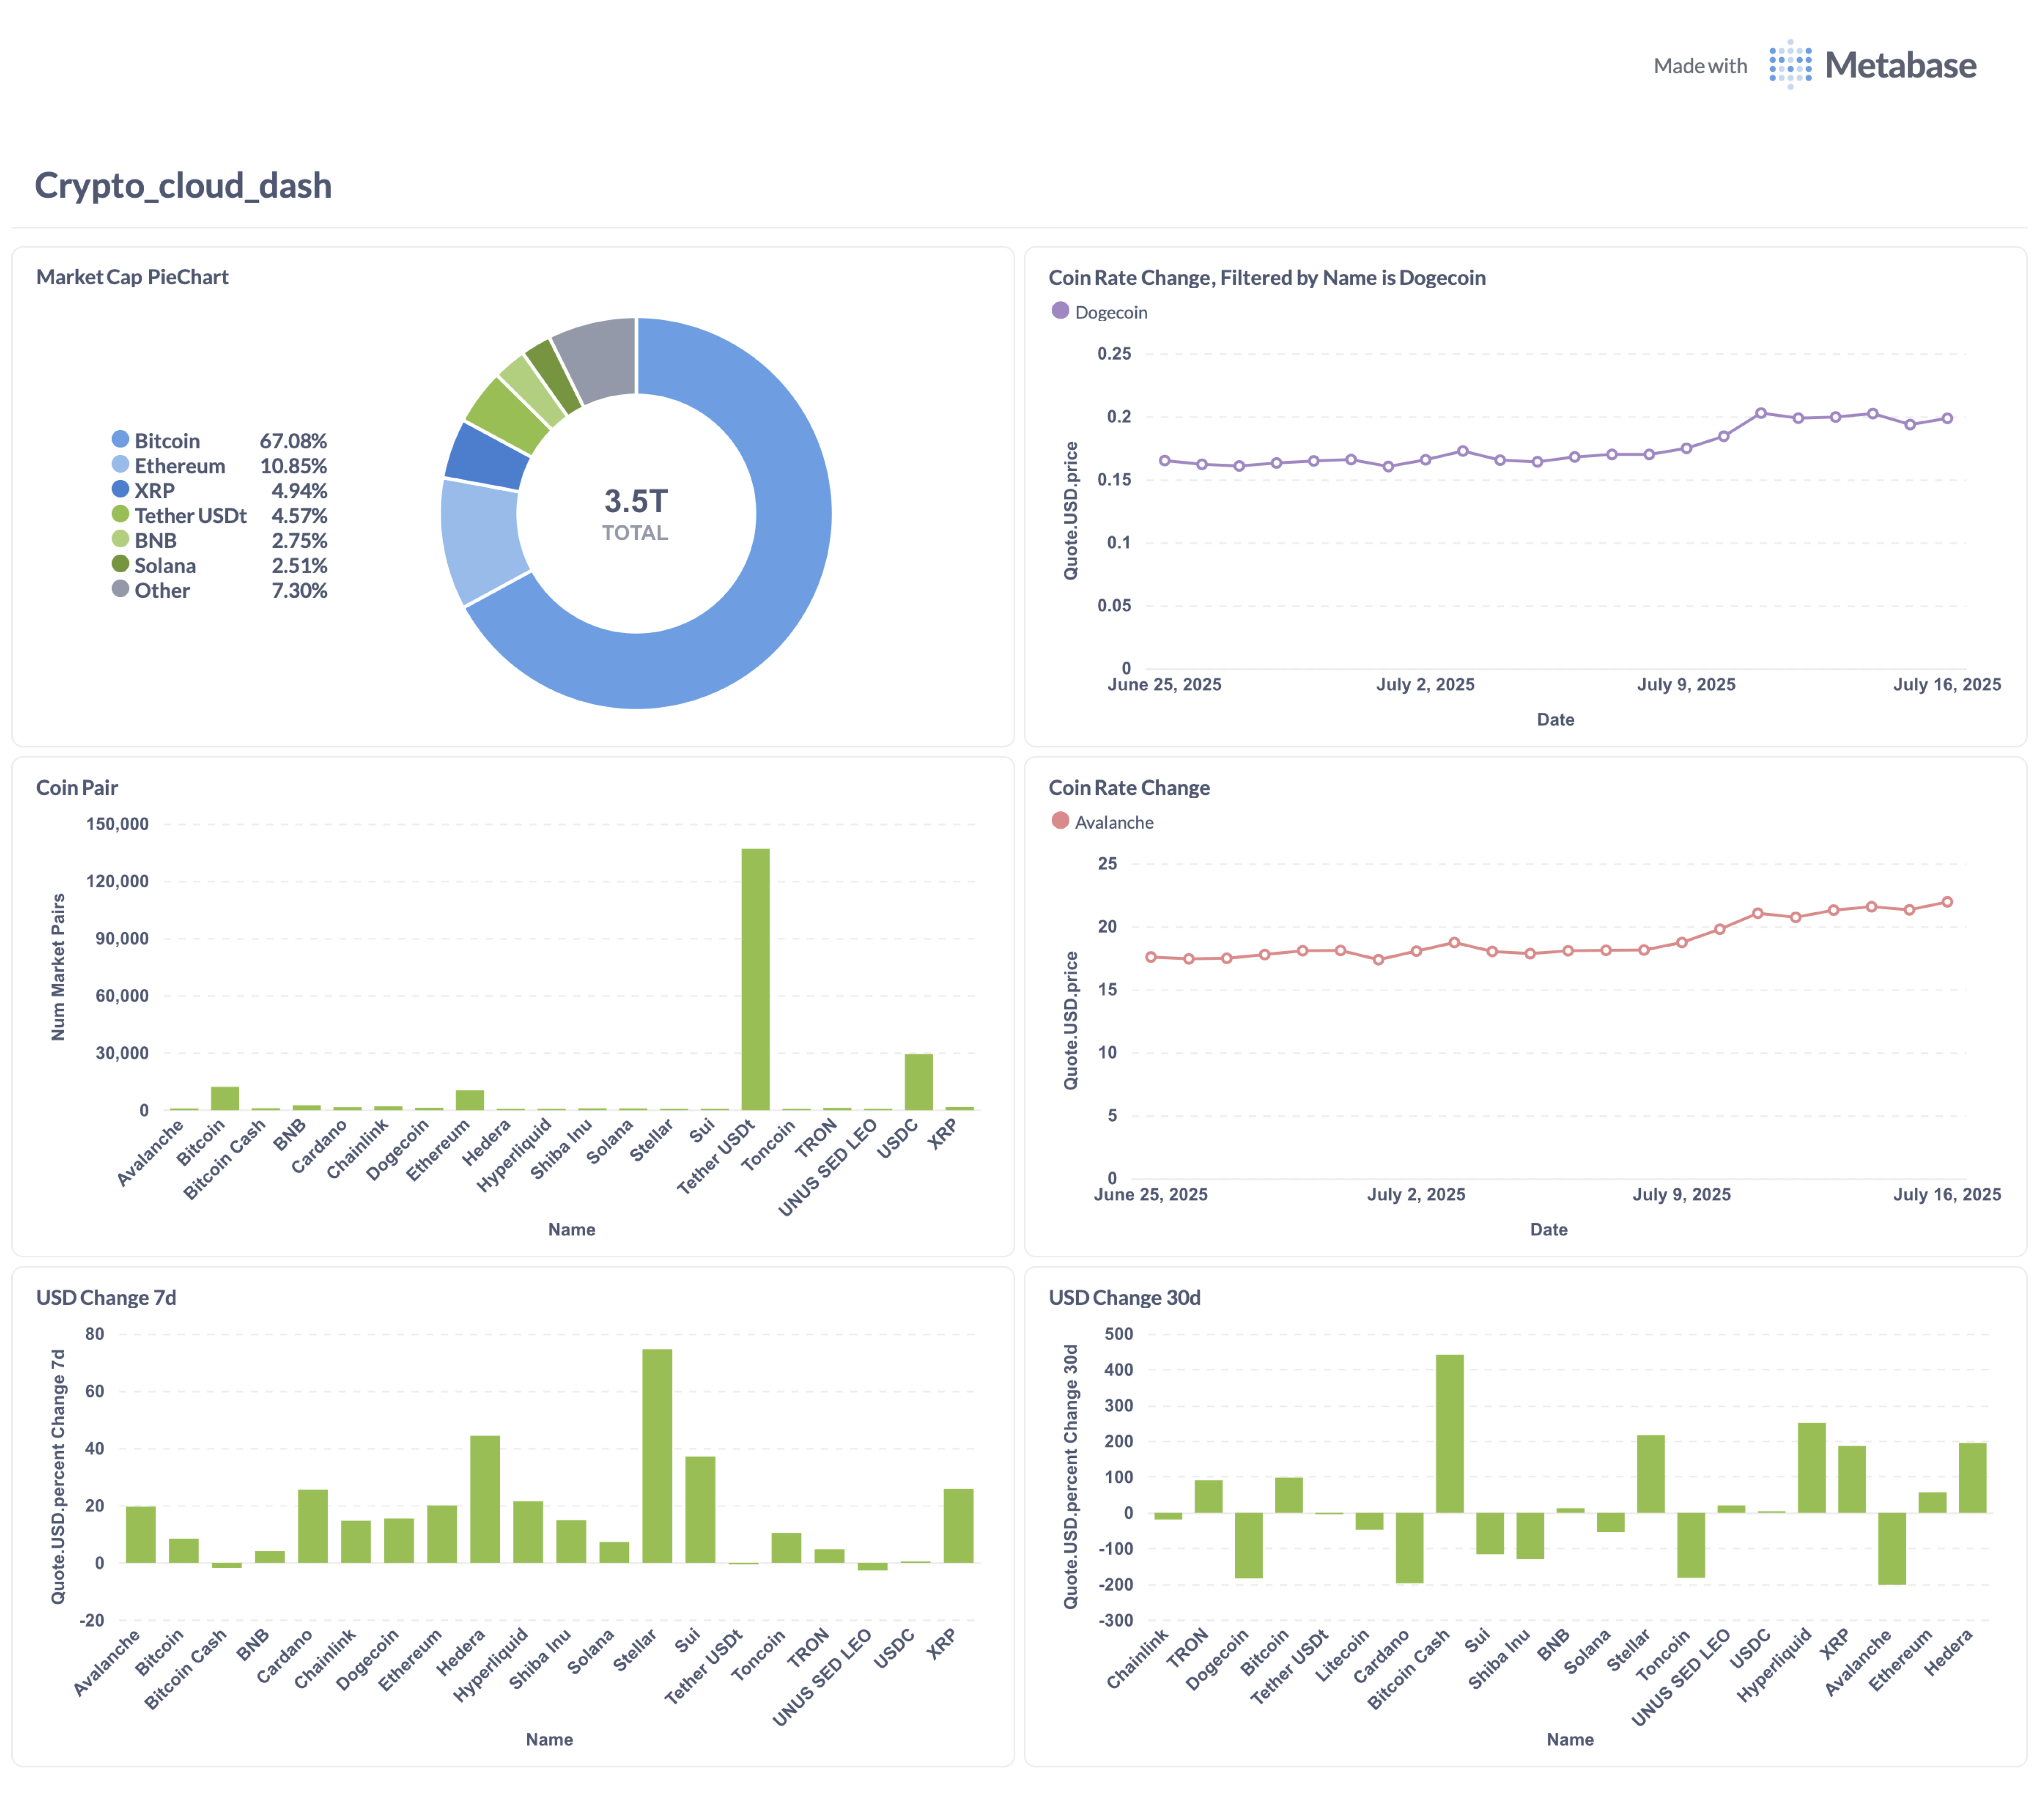 Made with Metabase
Crypto_cloud_dash
Market Cap PieChart
Bitcoin 67.08%
Ethereum 10.85%
XRP 4.94%
Tether USDt 4.57%
BNB 2.75%
Solana 2.51%
Other 7.30%
3.5T
TOTAL
Coin Rate Change, Filtered by Name is Dogecoin
Dogecoin
Quote.USD.price
0.25
0.2
0.15
0.1
0.05
0
June 25, 2025 July 2, 2025 July 9, 2025 July 16, 2025
Date
Coin Pair
Num Market Pairs
150,000
120,000
90,000
60,000
30,000
0
Avalanche
Bitcoin
Bitcoin Cash
BNB
Cardano
Chainlink
Dogecoin
Ethereum
Hedera
Hyperliquid
Shiba Inu
Solana
Stellar
Sui
Tether USDt
Toncoin
TRON
UNUS SED LEO
USDC
XRP
Name
Coin Rate Change
Avalanche
Quote.USD.price
25
20
15
10
5
0
June 25, 2025 July 2, 2025 July 9, 2025 July 16, 2025
Date
USD Change 7d
Quote.USD.percent Change 7d
80
60
40
20
0
-20
Avalanche
Bitcoin
Bitcoin Cash
BNB
Cardano
Chainlink
Dogecoin
Ethereum
Hedera
Hyperliquid
Shiba Inu
Solana
Stellar
Sui
Tether USDt
Toncoin
TRON
UNUS SED LEO
USDC
XRP
Name
USD Change 30d
Quote.USD.percent Change 30d
500
400
300
200
100
0
-100
-200
-300
Chainlink
TRON
Dogecoin
Bitcoin
Tether USDt
Litecoin
Cardano
Bitcoin Cash
Sui
Shiba Inu
BNB
Solana
Stellar
Toncoin
UNUS SED LEO
USDC
Hyperliquid
XRP
Avalanche
Ethereum
Hedera
Name